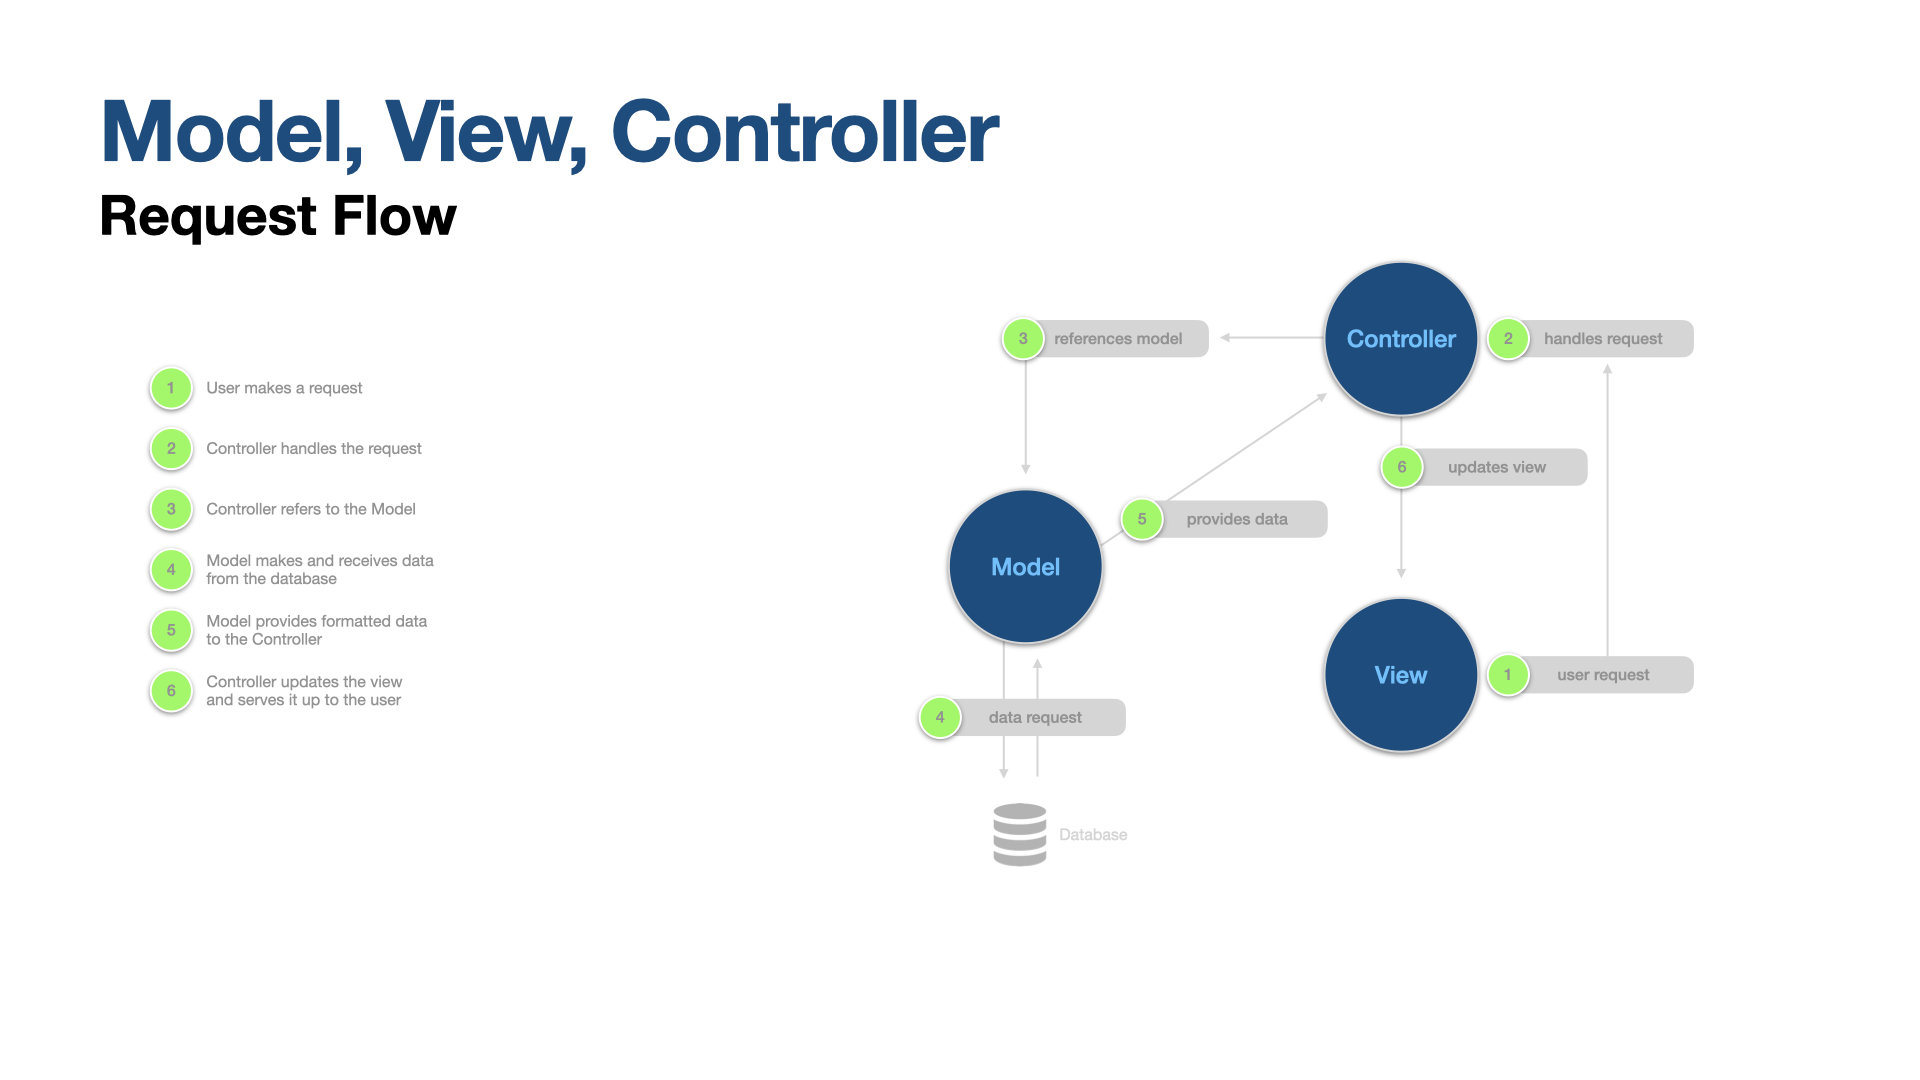 Model, View, Controller
Request Flow
1 User makes a request
2 Controller handles the request
3 Controller refers to the Model
4 Model makes and receives data
from the database
5 Model provides formatted data
to the Controller
6 Controller updates the view
and serves it up to the user
3 references model
Controller
2 handles request
6 updates view
5 provides data
Model
View
1 user request
4 data request
Database